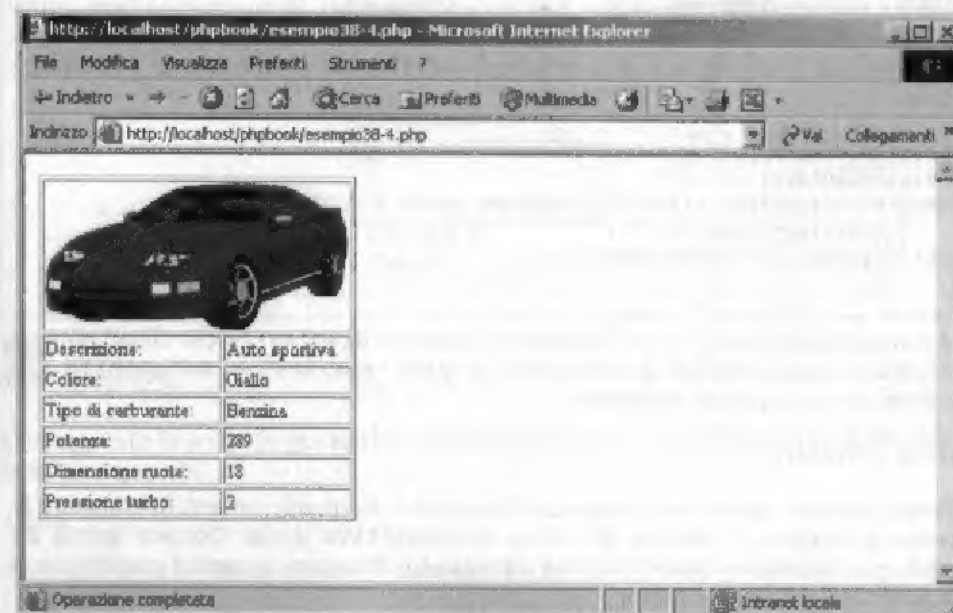 http://localhost/phpbook/esempio38-4.php - Microsoft Internet Explorer
File Modifica Visualizza Preferiti Strumenti ?
Indietro Cerca Preferiti Multimedia
Indirizzo http://localhost/phpbook/esempio38-4.php Vai Collegamenti »
Descrizione: Auto sportiva
Colore: Giallo
Tipo di carburante: Benzina
Potenza: 289
Dimensione ruote: 18
Pressione turbo: 2
Operazione completata Intranet locale